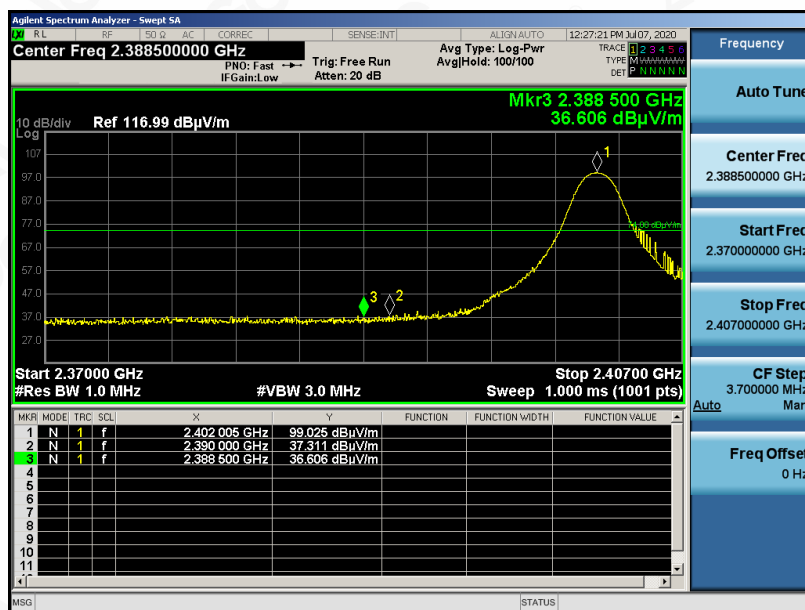 Agilent Spectrum Analyzer - Swept SA
LXI RL RF 50 Ω AC CORREC SENSE:INT ALIGN AUTO 12:27:21 PM Jul 07, 2020
Center Freq 2.388500000 GHz
PNO: Fast
IFGain:Low
Trig: Free Run
Atten: 20 dB
Avg Type: Log-Pwr
Avg|Hold: 100/100
TRACE 1 2 3 4 5 6
TYPE M W W W W W
DET P N N N N N
Mkr3 2.388 500 GHz
36.606 dBµV/m
10 dB/div Ref 116.99 dBµV/m
Log
107
97.0
87.0
77.0
67.0
57.0
47.0
37.0
27.0
1
2
3
Start 2.37000 GHz Stop 2.40700 GHz
#Res BW 1.0 MHz #VBW 3.0 MHz Sweep 1.000 ms (1001 pts)
MKR MODE TRC SCL X Y FUNCTION FUNCTION WIDTH FUNCTION VALUE
1 N 1 f 2.402 005 GHz 99.025 dBµV/m
2 N 1 f 2.390 000 GHz 37.311 dBµV/m
3 N 1 f 2.388 500 GHz 36.606 dBµV/m
4
5
6
7
8
9
10
11
MSG STATUS
Frequency
Auto Tune
Center Freq
2.388500000 GHz
Start Freq
2.370000000 GHz
Stop Freq
2.407000000 GHz
CF Step
3.700000 MHz
Auto Man
Freq Offset
0 Hz